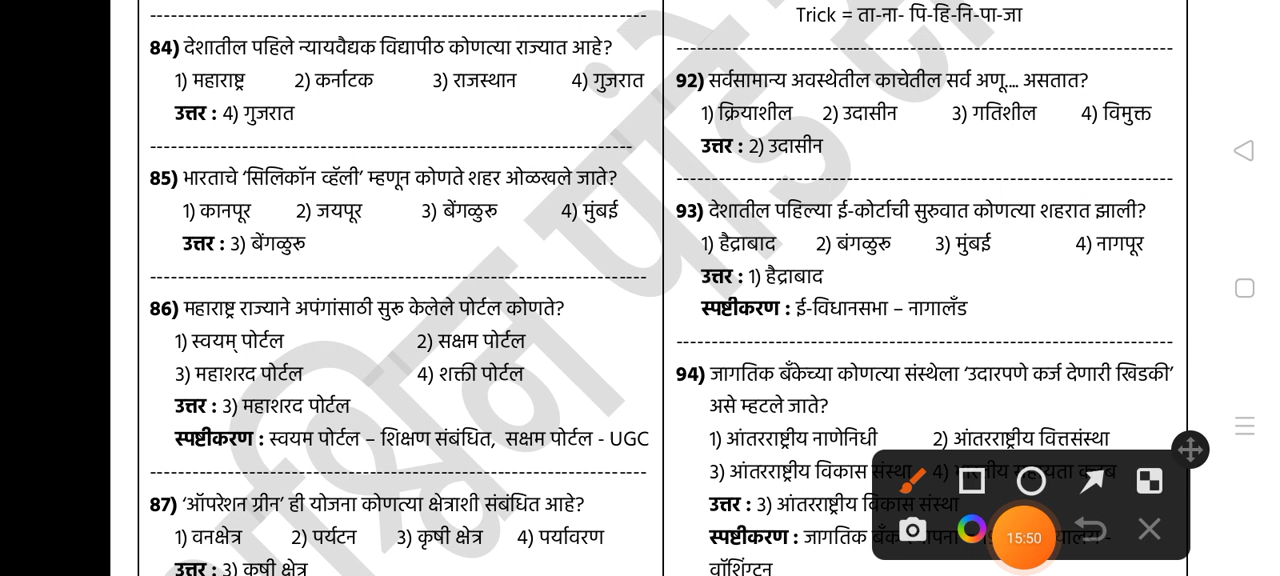 84) देशातील पहिले न्यायवैद्यक विद्यापीठ कोणत्या राज्यात आहे?
1) महाराष्ट्र 2) कर्नाटक 3) राजस्थान 4) गुजरात
उत्तर : 4) गुजरात
85) भारताचे ‘सिलिकॉन व्हॅली’ म्हणून कोणते शहर ओळखले जाते?
1) कानपूर 2) जयपूर 3) बेंगळुरू 4) मुंबई
उत्तर : 3) बेंगळुरू
86) महाराष्ट्र राज्याने अपंगांसाठी सुरू केलेले पोर्टल कोणते?
1) स्वयम् पोर्टल 2) सक्षम पोर्टल
3) महाशरद पोर्टल 4) शक्ती पोर्टल
उत्तर : 3) महाशरद पोर्टल
स्पष्टीकरण : स्वयम पोर्टल – शिक्षण संबंधित, सक्षम पोर्टल - UGC
87) ‘ऑपरेशन ग्रीन’ ही योजना कोणत्या क्षेत्राशी संबंधित आहे?
1) वनक्षेत्र 2) पर्यटन 3) कृषी क्षेत्र 4) पर्यावरण
उत्तर : 3) कृषी क्षेत्र
Trick = ता-ना- पि-हि-नि-पा-जा
92) सर्वसामान्य अवस्थेतील काचेतील सर्व अणू.... असतात?
1) क्रियाशील 2) उदासीन 3) गतिशील 4) विमुक्त
उत्तर : 2) उदासीन
93) देशातील पहिल्या ई-कोर्टाची सुरुवात कोणत्या शहरात झाली?
1) हैद्राबाद 2) बंगळुरू 3) मुंबई 4) नागपूर
उत्तर : 1) हैद्राबाद
स्पष्टीकरण : ई-विधानसभा – नागालँड
94) जागतिक बँकेच्या कोणत्या संस्थेला ‘उदारपणे कर्ज देणारी खिडकी’
असे म्हटले जाते?
1) आंतरराष्ट्रीय नाणेनिधी 2) आंतरराष्ट्रीय वित्तसंस्था
3) आंतरराष्ट्रीय विकास संस्था 4)
उत्तर : 3) आंतरराष्ट्रीय विकास संस्था
स्पष्टीकरण : जागतिक बँक
वॉशिंग्टन
15:50